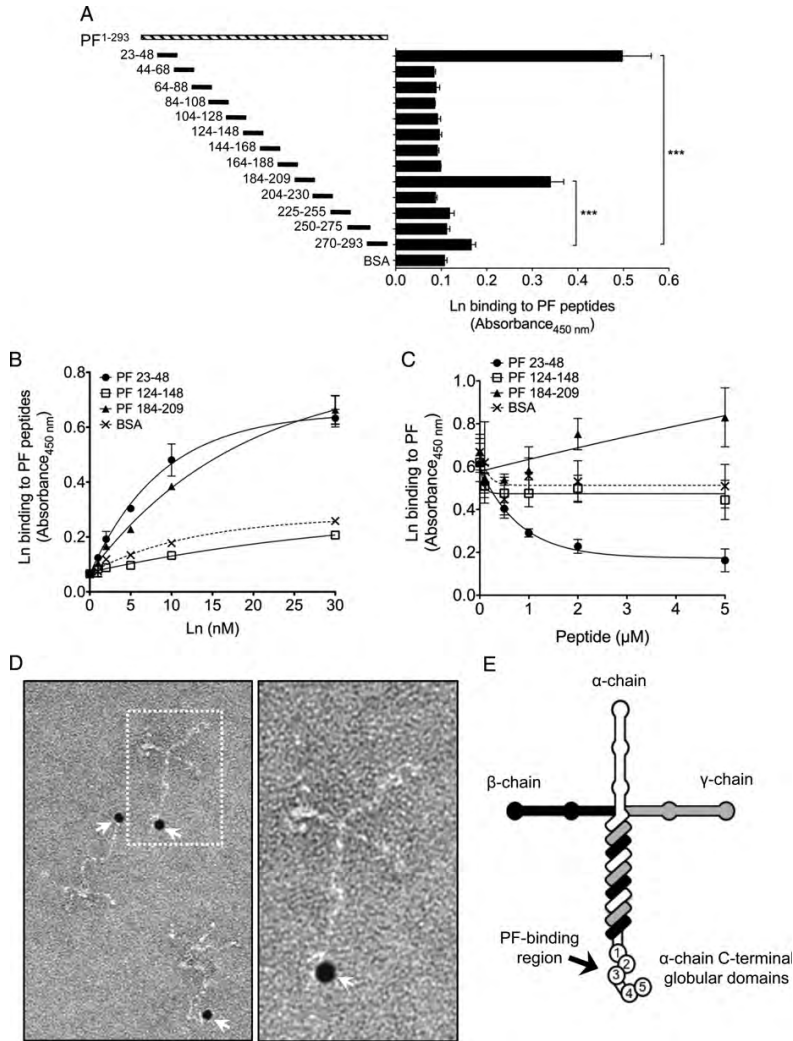 A
PF1-293
23-48
44-68
64-88
84-108
104-128
124-148
144-168
164-188
184-209
204-230
225-255
250-275
270-293
BSA
***
***
0.0 0.1 0.2 0.3 0.4 0.5 0.6
Ln binding to PF peptides
(Absorbance450 nm)
B
PF 23-48
PF 124-148
PF 184-209
BSA
Ln binding to PF peptides
(Absorbance450 nm)
0.8
0.6
0.4
0.2
0.0
0 5 10 15 20 25 30
Ln (nM)
C
PF 23-48
PF 124-148
PF 184-209
BSA
Ln binding to PF
(Absorbance450 nm)
1.0
0.8
0.6
0.4
0.2
0.0
0 1 2 3 4 5
Peptide (µM)
D
E
α-chain
β-chain
γ-chain
PF-binding
region
1
2
3
4
5
α-chain C-terminal
globular domains